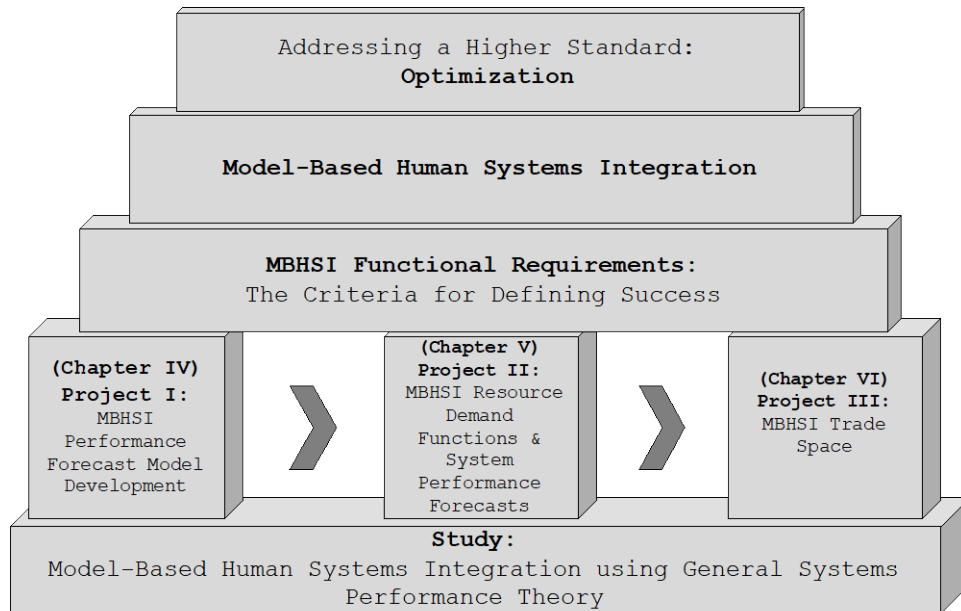 Addressing a Higher Standard:
Optimization
Model-Based Human Systems Integration
MBHSI Functional Requirements:
The Criteria for Defining Success
(Chapter IV)
Project I:
MBHSI
Performance
Forecast Model
Development
(Chapter V)
Project II:
MBHSI Resource
Demand
Functions &
System
Performance
Forecasts
(Chapter VI)
Project III:
MBHSI Trade
Space
Study:
Model-Based Human Systems Integration using General Systems
Performance Theory